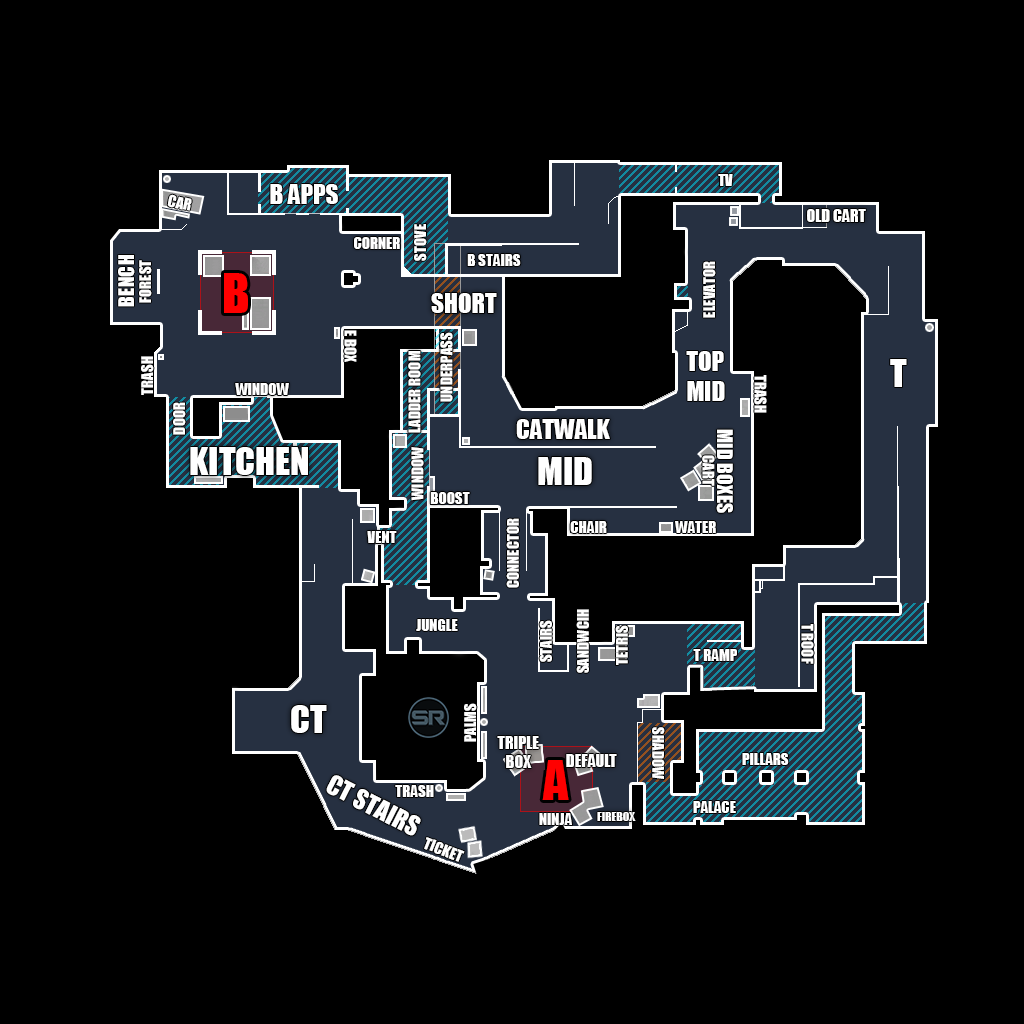 TV
B APPS
CAR
OLD CART
CORNER
STOVE
B STAIRS
BENCH
FOREST
B
SHORT
ELEVATOR
E BOX
UNDERPASS
TOP
MID
T
TRASH
LADDER ROOM
WINDOW
TRASH
DOOR
CATWALK
KITCHEN
WINDOW
MID
CART
MID BOXES
BOOST
CHAIR
WATER
VENT
CONNECTOR
JUNGLE
STAIRS
SANDWCIH
TETRIS
T RAMP
T ROOF
CT
SR
PALMS
TRIPLE
BOX
DEFAULT
SHADOW
PILLARS
A
TRASH
CT STAIRS
NINJA
FIREBOX
PALACE
TICKET